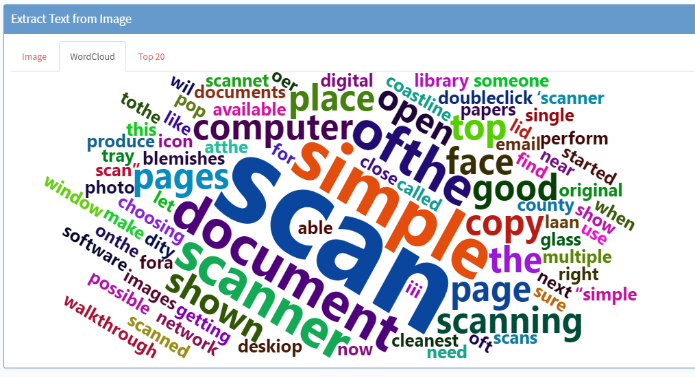 Extract Text from Image
Image WordCloud Top 20
wil scannet oer digital library someone
documents coastline doubleclick ‘scanner
tothe pop available place open papers single
this like computer ofthe top lid email perform
produce icon atthe for simple face find near started
tray blemishes close called good original
scan” pages scan
photo let able copy county show when
window choosing document laan use
make dity the glass
onthe multiple
software fora scanner iii page next right
images shown sure “simple
possible getting scanning
walkthrough scanned network deskiop now cleanest oft scans
need